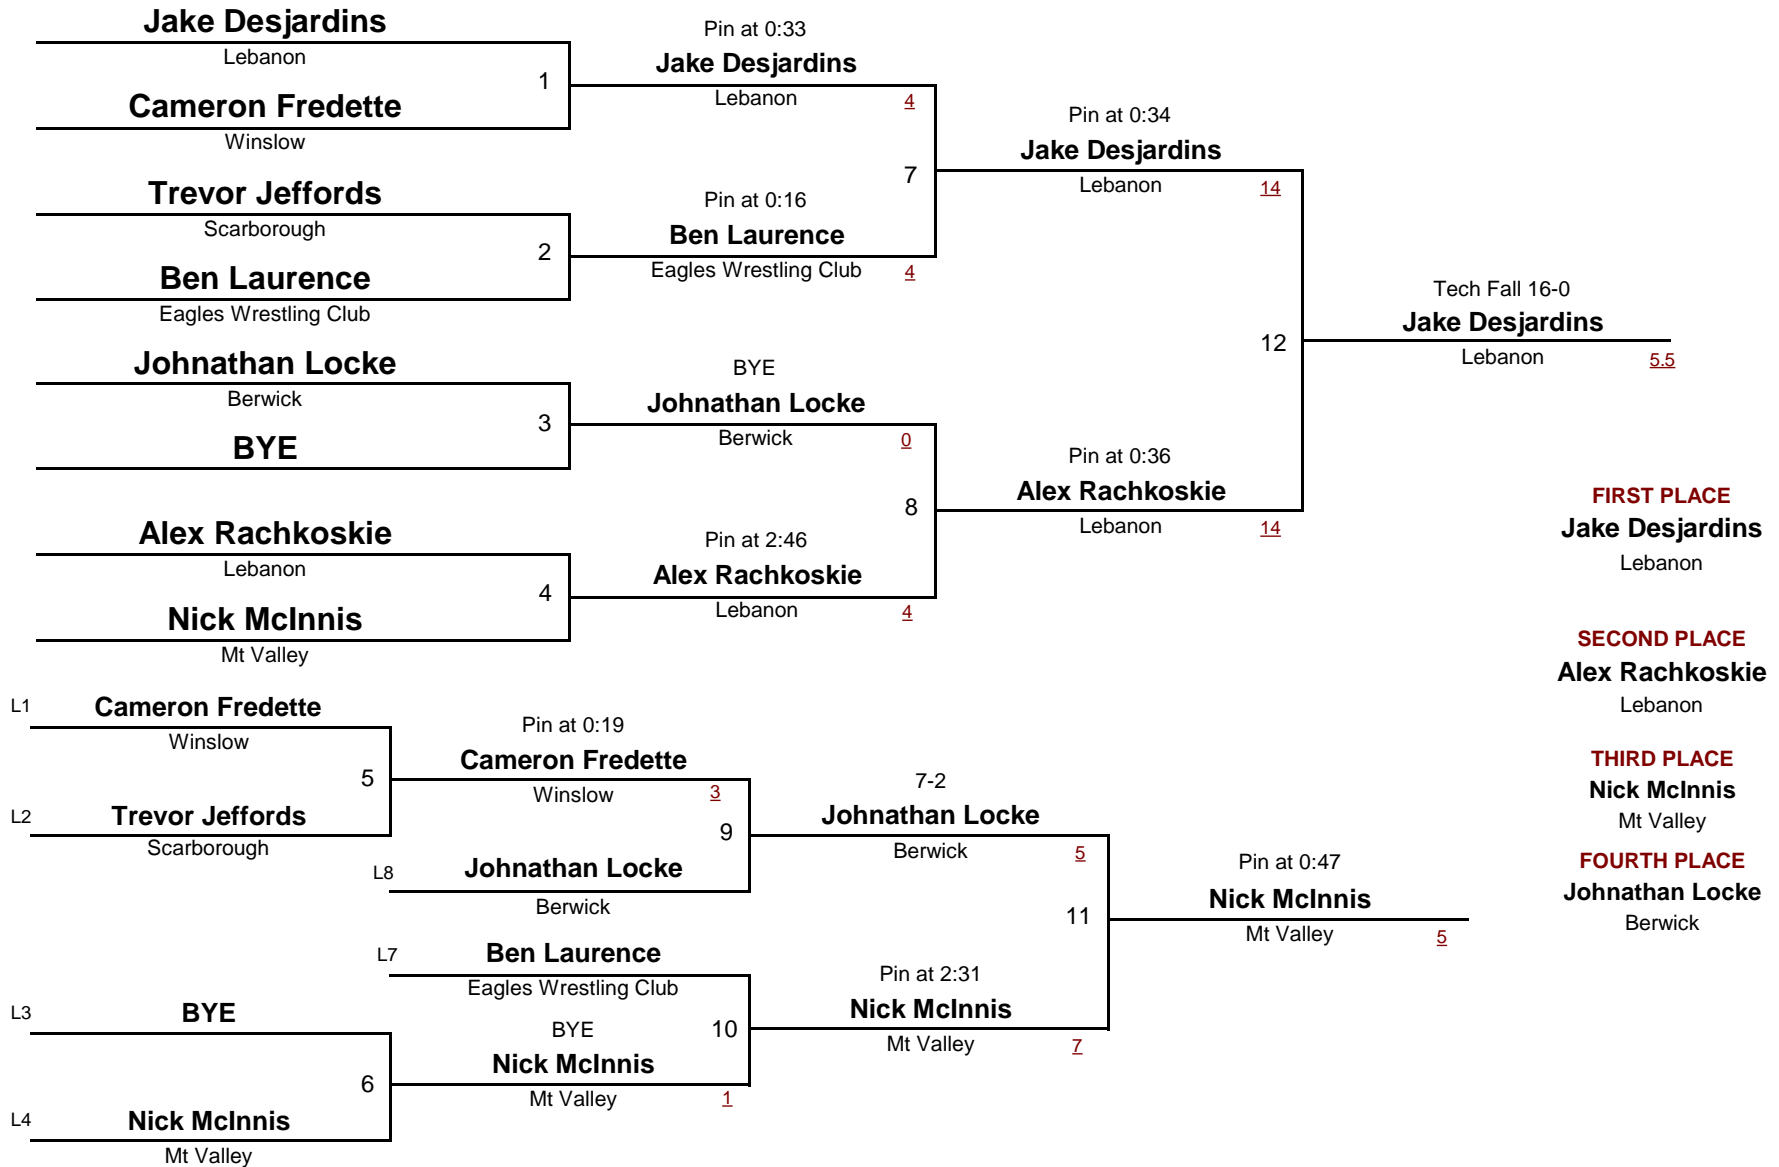 Jake Desjardins
Lebanon
1
Cameron Fredette
Winslow
Trevor Jeffords
Scarborough
2
Ben Laurence
Eagles Wrestling Club
Johnathan Locke
Berwick
3
BYE
Alex Rachkoskie
Lebanon
4
Nick McInnis
Mt Valley
Pin at 0:33
Jake Desjardins
Lebanon 4
7
Pin at 0:16
Ben Laurence
Eagles Wrestling Club 4
BYE
Johnathan Locke
Berwick 0
8
Pin at 2:46
Alex Rachkoskie
Lebanon 4
Pin at 0:34
Jake Desjardins
Lebanon 14
12
Pin at 0:36
Alex Rachkoskie
Lebanon 14
Tech Fall 16-0
Jake Desjardins
Lebanon 5.5
FIRST PLACE
Jake Desjardins
Lebanon
SECOND PLACE
Alex Rachkoskie
Lebanon
THIRD PLACE
Nick McInnis
Mt Valley
FOURTH PLACE
Johnathan Locke
Berwick
L1 Cameron Fredette
Winslow
5
L2 Trevor Jeffords
Scarborough
L3 BYE
6
L4 Nick McInnis
Mt Valley
Pin at 0:19
Cameron Fredette
Winslow 3
9
L8 Johnathan Locke
Berwick
L7 Ben Laurence
Eagles Wrestling Club
BYE 10
Nick McInnis
Mt Valley 1
7-2
Johnathan Locke
Berwick 5
11
Pin at 2:31
Nick McInnis
Mt Valley 7
Pin at 0:47
Nick McInnis
Mt Valley 5